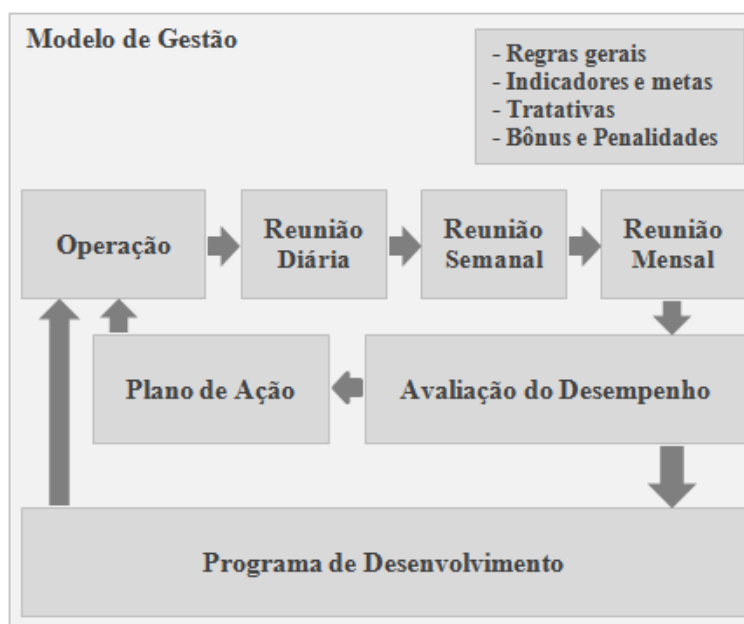 Modelo de Gestão
- Regras gerais
- Indicadores e metas
- Tratativas
- Bônus e Penalidades
Operação
Reunião
Diária
Reunião
Semanal
Reunião
Mensal
Plano de Ação
Avaliação do Desempenho
Programa de Desenvolvimento